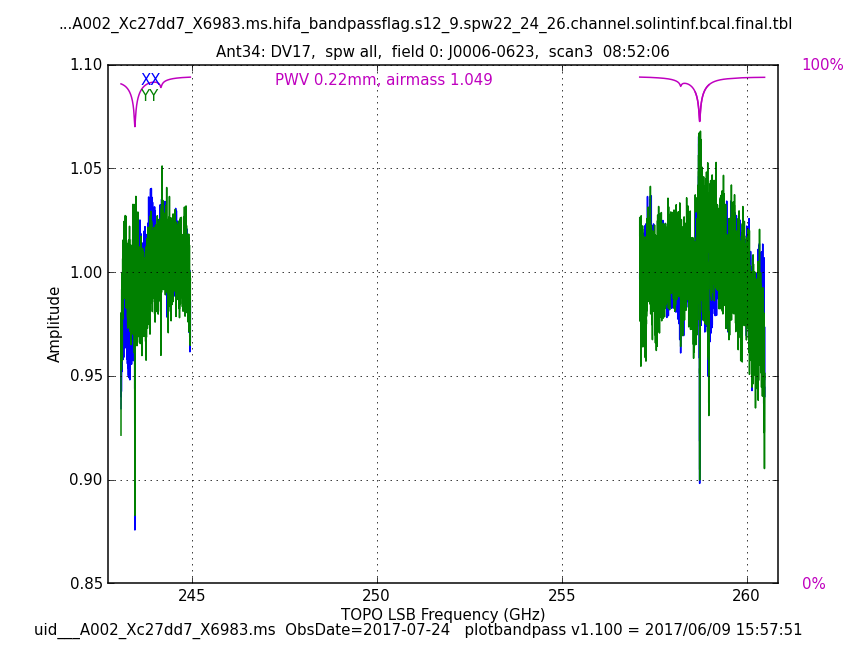 ...A002_Xc27dd7_X6983.ms.hifa_bandpassflag.s12_9.spw22_24_26.channel.solintinf.bcal.final.tbl
Ant34: DV17,  spw all,  field 0: J0006-0623,  scan3  08:52:06
1.10
XX
PWV 0.22mm, airmass 1.049
100%
YY
1.05
1.00
Amplitude
0.95
0.90
0.85
0%
245
250
255
260
TOPO LSB Frequency (GHz)
uid___A002_Xc27dd7_X6983.ms  ObsDate=2017-07-24   plotbandpass v1.100 = 2017/06/09 15:57:51